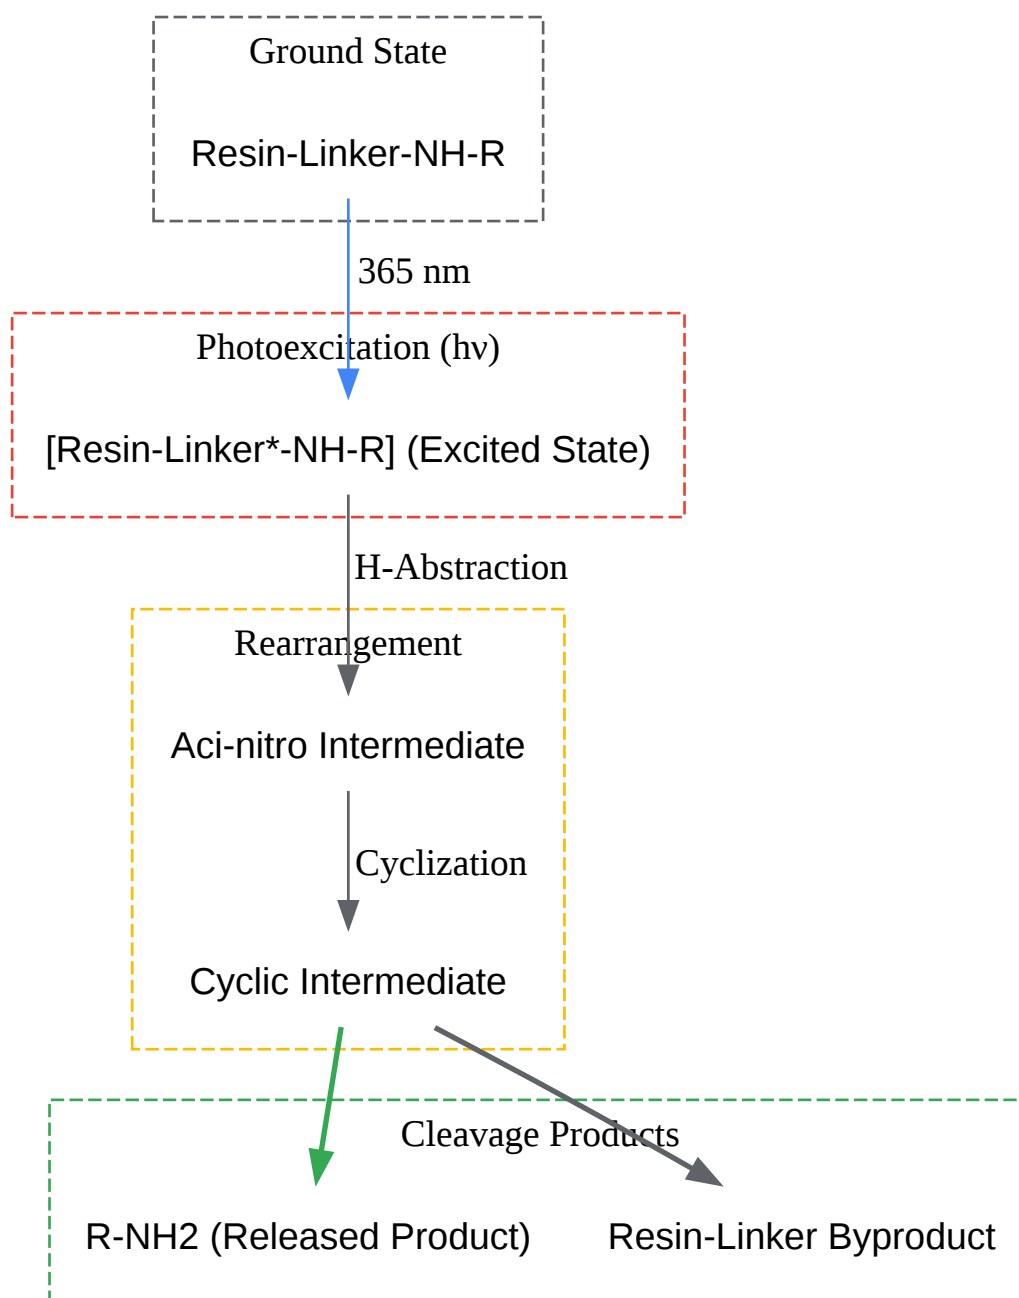 Ground State
Resin-Linker-NH-R
365 nm
Photoexcitation (hν)
[Resin-Linker*-NH-R] (Excited State)
H-Abstraction
Rearrangement
Aci-nitro Intermediate
Cyclization
Cyclic Intermediate
Cleavage Products
R-NH2 (Released Product)
Resin-Linker Byproduct